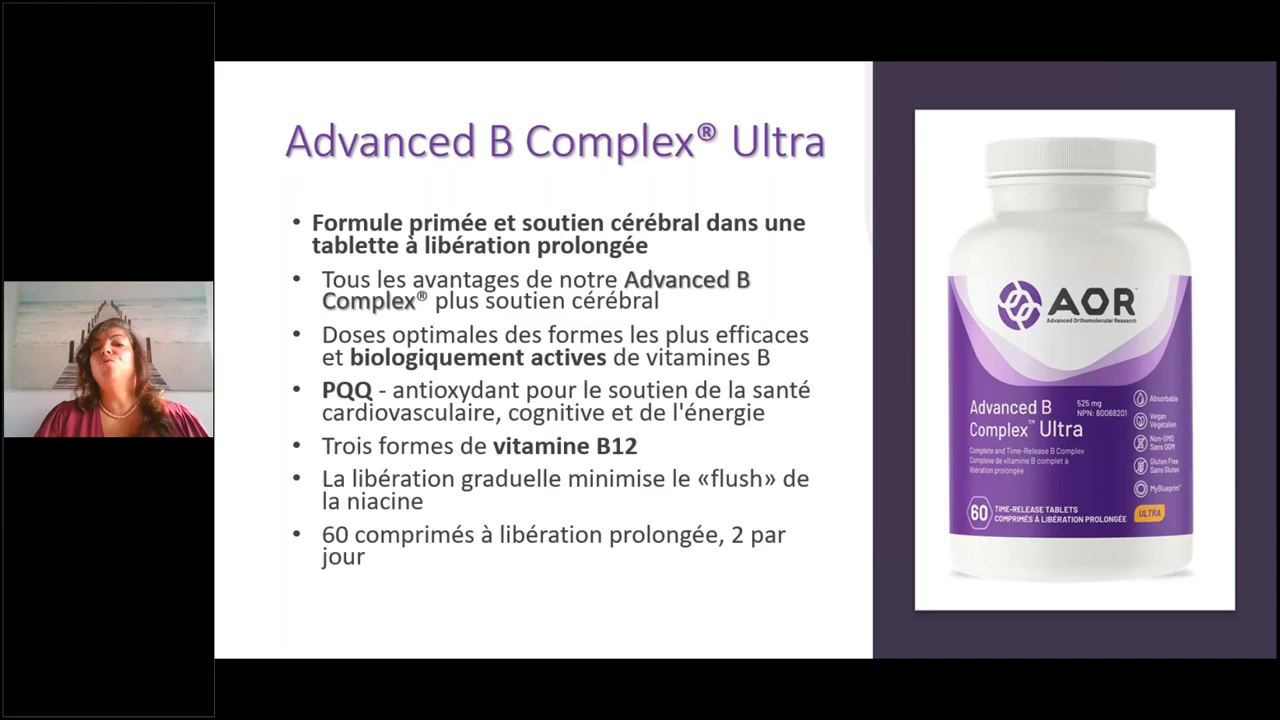 Advanced B Complex® Ultra
• Formule primée et soutien cérébral dans une
tablette à libération prolongée
• Tous les avantages de notre Advanced B
Complex® plus soutien cérébral
• Doses optimales des formes les plus efficaces
et biologiquement actives de vitamines B
• PQQ - antioxydant pour le soutien de la santé
cardiovasculaire, cognitive et de l'énergie
• Trois formes de vitamine B12
• La libération graduelle minimise le «flush» de
la niacine
• 60 comprimés à libération prolongée, 2 par
jour
AOR™
Advanced Orthomolecular Research
Advanced B
Complex™ Ultra
525 mg
NPN: 80068201
Complete and Time-Release B Complex
Complexe de vitamine B complet à
libération prolongée
Absorbable
Vegan
Végétalien
Non-GMO
Sans OGM
Gluten Free
Sans Gluten
MyBlueprint™
ULTRA
60
TIME-RELEASE TABLETS
COMPRIMÉS À LIBÉRATION PROLONGÉE